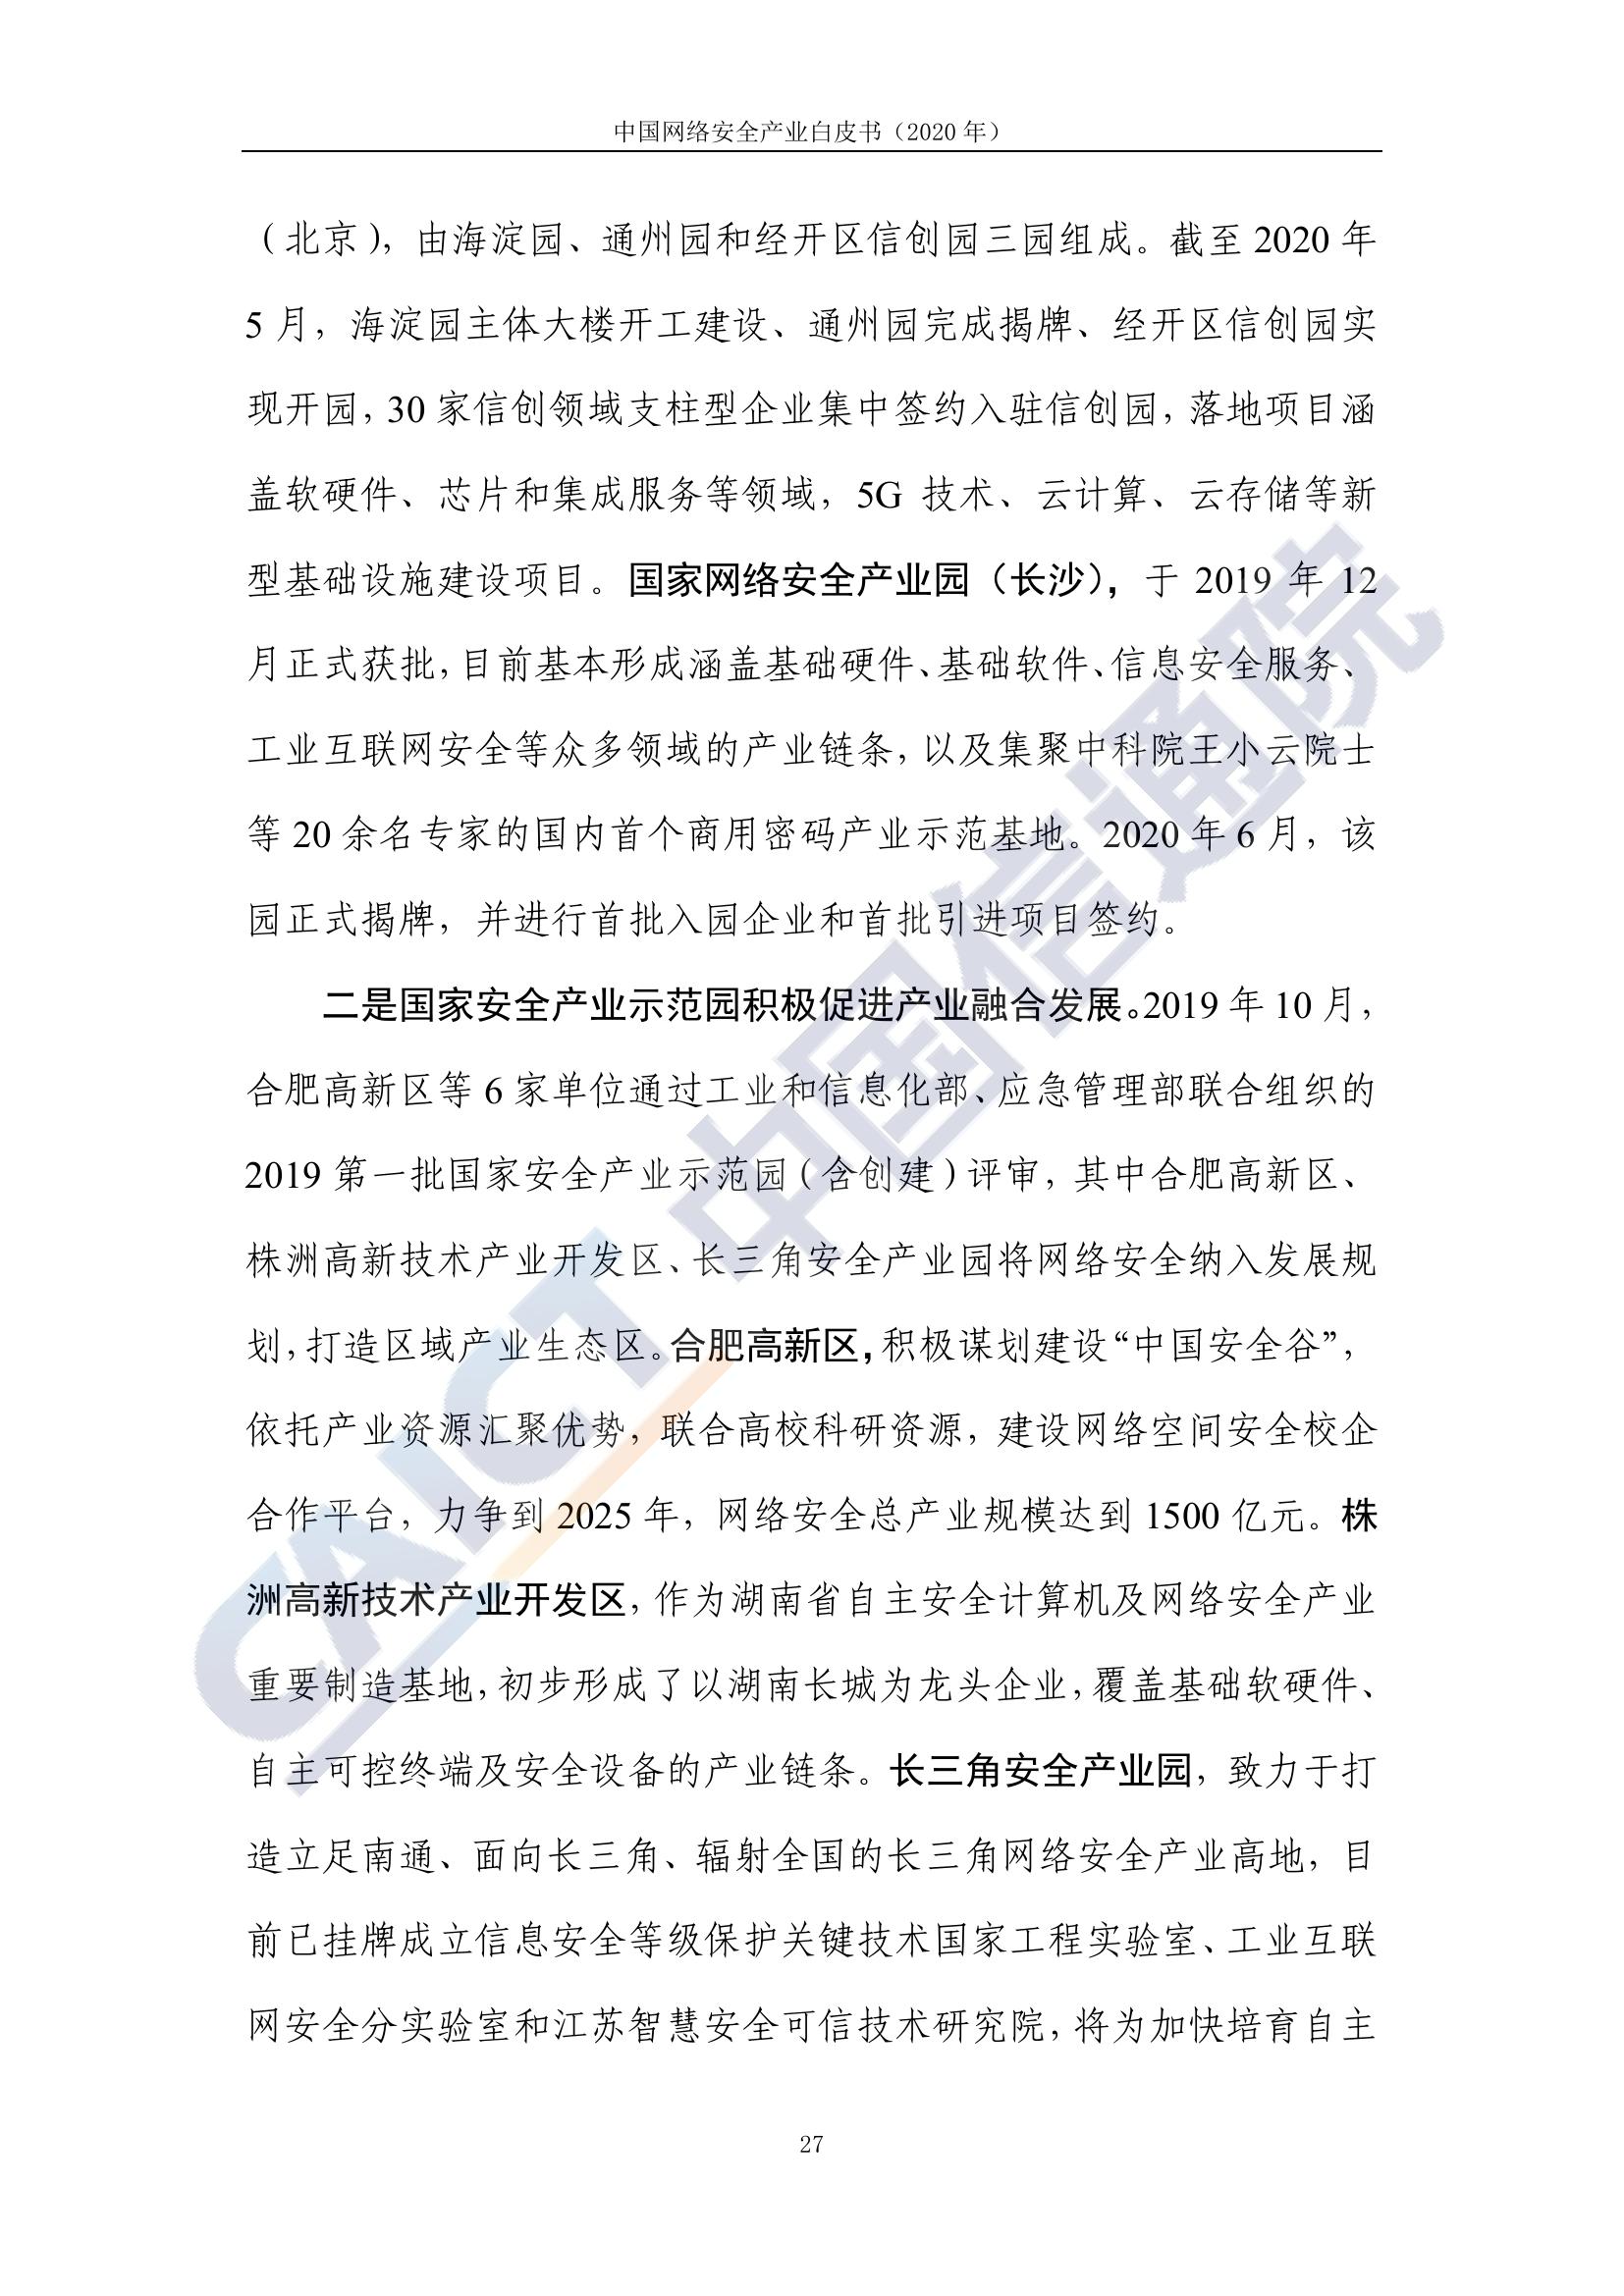 中国网络安全产业白皮书（2020 年）
（北京），由海淀园、通州园和经开区信创园三园组成。截至 2020 年
5 月，海淀园主体大楼开工建设、通州园完成揭牌、经开区信创园实
现开园，30 家信创领域支柱型企业集中签约入驻信创园，落地项目涵
盖软硬件、芯片和集成服务等领域，5G 技术、云计算、云存储等新
型基础设施建设项目。国家网络安全产业园（长沙），于 2019 年 12
月正式获批，目前基本形成涵盖基础硬件、基础软件、信息安全服务、
工业互联网安全等众多领域的产业链条，以及集聚中科院王小云院士
等 20 余名专家的国内首个商用密码产业示范基地。2020 年 6 月，该
园正式揭牌，并进行首批入园企业和首批引进项目签约。
二是国家安全产业示范园积极促进产业融合发展。2019 年 10 月，
合肥高新区等 6 家单位通过工业和信息化部、应急管理部联合组织的
2019 第一批国家安全产业示范园（含创建）评审，其中合肥高新区、
株洲高新技术产业开发区、长三角安全产业园将网络安全纳入发展规
划，打造区域产业生态区。合肥高新区，积极谋划建设“中国安全谷”，
依托产业资源汇聚优势，联合高校科研资源，建设网络空间安全校企
合作平台，力争到 2025 年，网络安全总产业规模达到 1500 亿元。株
洲高新技术产业开发区，作为湖南省自主安全计算机及网络安全产业
重要制造基地，初步形成了以湖南长城为龙头企业，覆盖基础软硬件、
自主可控终端及安全设备的产业链条。长三角安全产业园，致力于打
造立足南通、面向长三角、辐射全国的长三角网络安全产业高地，目
前已挂牌成立信息安全等级保护关键技术国家工程实验室、工业互联
网安全分实验室和江苏智慧安全可信技术研究院，将为加快培育自主
27
CAICT 中国信通院